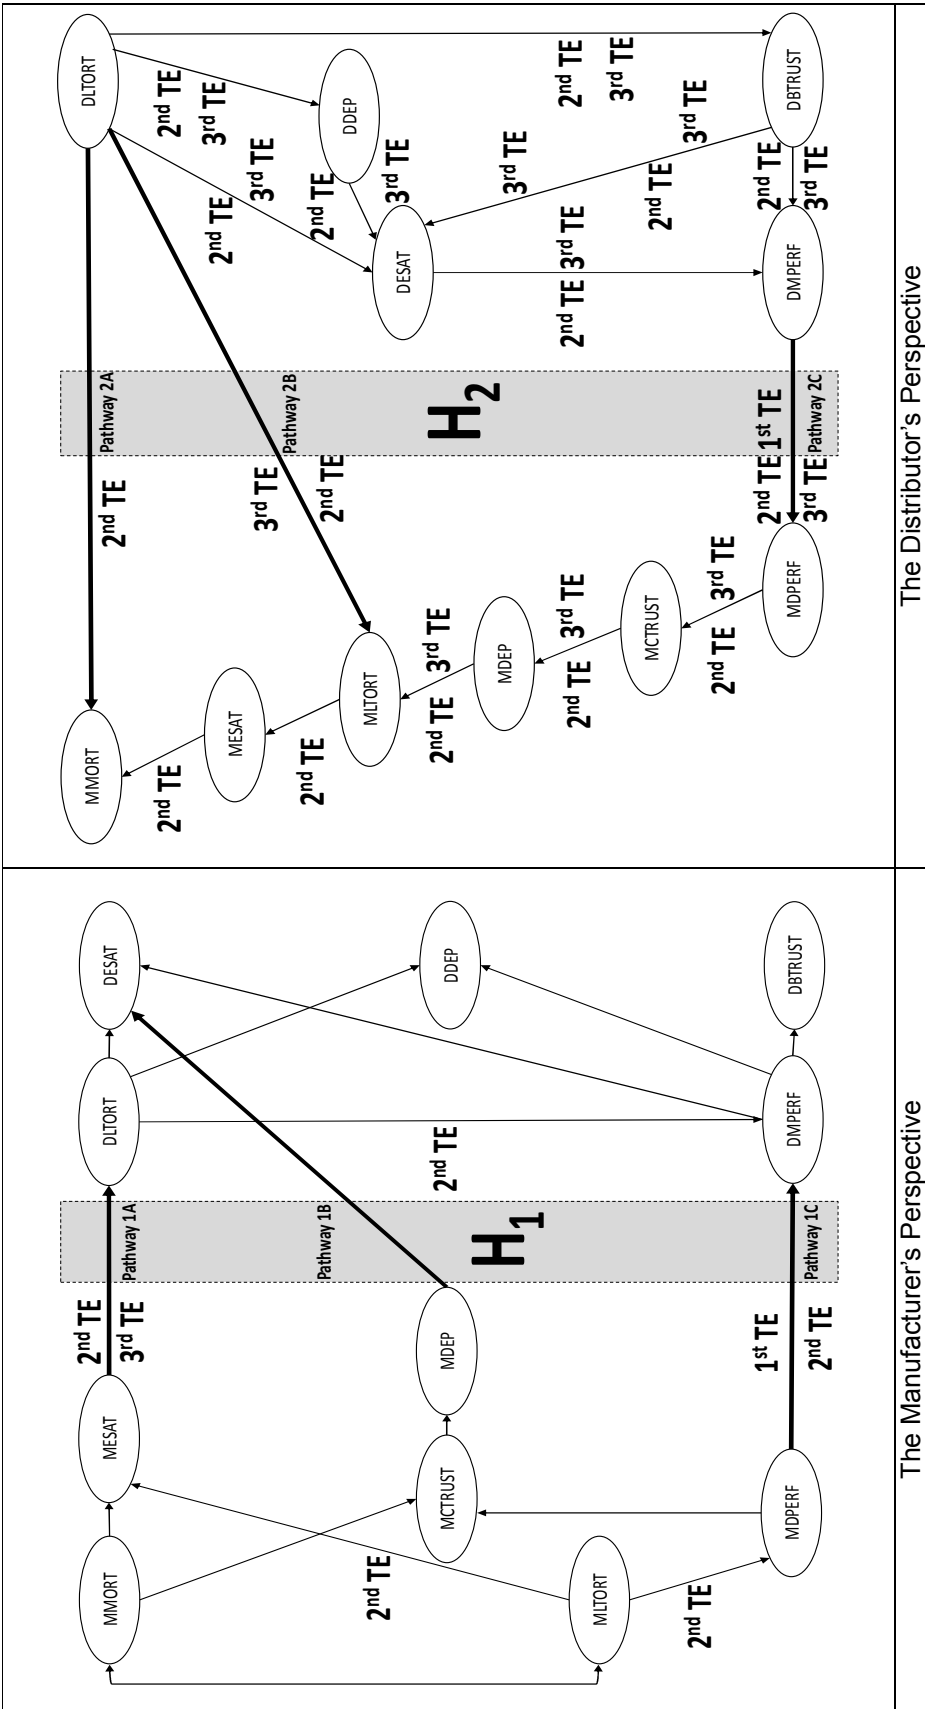 DLTORT
2nd TE
3rd TE
DDEP
2nd TE
3rd TE
DBTRUST
2nd TE
3rd TE
2nd TE
3rd TE
DESAT
3rd TE
3rd TE
2nd TE
2nd TE
3rd TE
2nd TE
3rd TE
DMPERF
Pathway 2A
Pathway 2B
H2
1st TE
Pathway 2C
2nd TE
3rd TE
2nd TE
2nd TE
3rd TE
MDPERF
3rd TE
2nd TE
MCTRUST
3rd TE
2nd TE
MDEP
3rd TE
2nd TE
MLTORT
2nd TE
MESAT
2nd TE
MMORT
The Distributor's Perspective
DESAT
DDEP
DBTRUST
DLTORT
2nd TE
DMPERF
Pathway 1A
Pathway 1B
H1
Pathway 1C
2nd TE
3rd TE
MDEP
1st TE
2nd TE
MESAT
MCTRUST
MDPERF
MMORT
2nd TE
MLTORT
2nd TE
The Manufacturer's Perspective